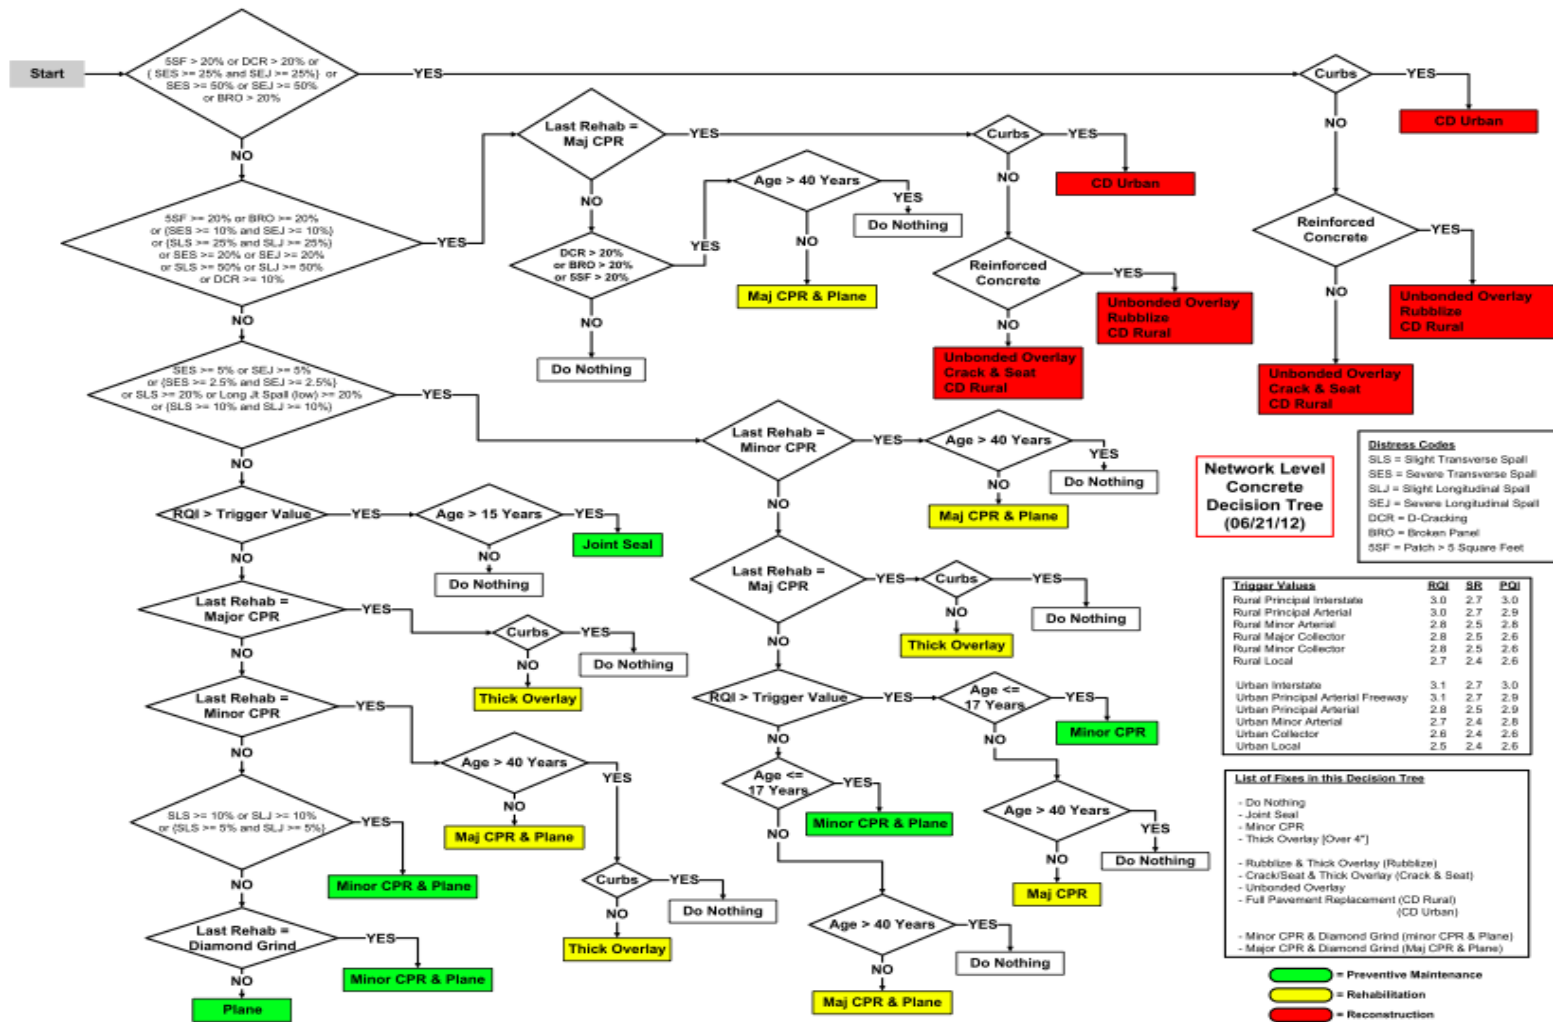 Start
5SF > 20% or DCR > 20% or
{ SES >= 25% and SEJ >= 25%} or
SES >= 50% or SEJ >= 50%
or BRO > 20%
YES
Curbs
YES
CD Urban
NO
NO
Reinforced
Concrete
YES
Unbonded Overlay
Rubblize
CD Rural
NO
Unbonded Overlay
Crack & Seat
CD Rural
5SF >= 20% or BRO >= 20%
or {SES >= 10% and SEJ >= 10%}
or {SLS >= 25% and SLJ >= 25%}
or SES >= 20% or SEJ >= 20%
or SLS >= 50% or SLJ >= 50%
or DCR >= 10%
YES
Last Rehab =
Maj CPR
YES
Curbs
YES
CD Urban
NO
Reinforced
Concrete
YES
Unbonded Overlay
Rubblize
CD Rural
NO
Unbonded Overlay
Crack & Seat
CD Rural
NO
DCR > 20%
or BRO > 20%
or 5SF > 20%
YES
Age > 40 Years
YES
Do Nothing
NO
Maj CPR & Plane
NO
Do Nothing
NO
SES >= 5% or SEJ >= 5%
or {SES >= 2.5% and SEJ >= 2.5%}
or SLS >= 20% or Long Jt Spall (low) >= 20%
or {SLS >= 10% and SLJ >= 10%}
YES
Last Rehab =
Minor CPR
YES
Age > 40 Years
YES
Do Nothing
NO
Maj CPR & Plane
NO
Last Rehab =
Maj CPR
YES
Curbs
YES
Do Nothing
NO
Thick Overlay
NO
RQI > Trigger Value
YES
Age <=
17 Years
YES
Minor CPR
NO
Age > 40 Years
YES
Do Nothing
NO
Maj CPR
NO
Age <=
17 Years
YES
Minor CPR & Plane
NO
Age > 40 Years
YES
Do Nothing
NO
Maj CPR & Plane
NO
RQI > Trigger Value
YES
Age > 15 Years
YES
Joint Seal
NO
Do Nothing
NO
Last Rehab =
Major CPR
YES
Curbs
YES
Do Nothing
NO
Thick Overlay
NO
Last Rehab =
Minor CPR
YES
Age > 40 Years
YES
NO
Maj CPR & Plane
Curbs
YES
Do Nothing
NO
Thick Overlay
NO
SLS >= 10% or SLJ >= 10%
or {SLS >= 5% and SLJ >= 5%}
YES
Minor CPR & Plane
NO
Last Rehab =
Diamond Grind
YES
Minor CPR & Plane
NO
Plane
Network Level
Concrete
Decision Tree
(06/21/12)
Distress Codes
SLS = Slight Transverse Spall
SES = Severe Transverse Spall
SLJ = Slight Longitudinal Spall
SEJ = Severe Longitudinal Spall
DCR = D-Cracking
BRO = Broken Panel
5SF = Patch > 5 Square Feet
Trigger Values RQI SR PQI
Rural Principal Interstate 3.0 2.7 3.0
Rural Principal Arterial 3.0 2.7 2.9
Rural Minor Arterial 2.8 2.5 2.8
Rural Major Collector 2.8 2.5 2.6
Rural Minor Collector 2.8 2.5 2.6
Rural Local 2.7 2.4 2.6
Urban Interstate 3.1 2.7 3.0
Urban Principal Arterial Freeway 3.1 2.7 2.9
Urban Principal Arterial 2.8 2.5 2.9
Urban Minor Arterial 2.7 2.4 2.8
Urban Collector 2.6 2.4 2.6
Urban Local 2.5 2.4 2.6
List of Fixes in this Decision Tree
- Do Nothing
- Joint Seal
- Minor CPR
- Thick Overlay [Over 4"]
- Rubblize & Thick Overlay (Rubblize)
- Crack/Seat & Thick Overlay (Crack & Seat)
- Unbonded Overlay
- Full Pavement Replacement (CD Rural)
(CD Urban)
- Minor CPR & Diamond Grind (minor CPR & Plane)
- Major CPR & Diamond Grind (Maj CPR & Plane)
= Preventive Maintenance
= Rehabilitation
= Reconstruction